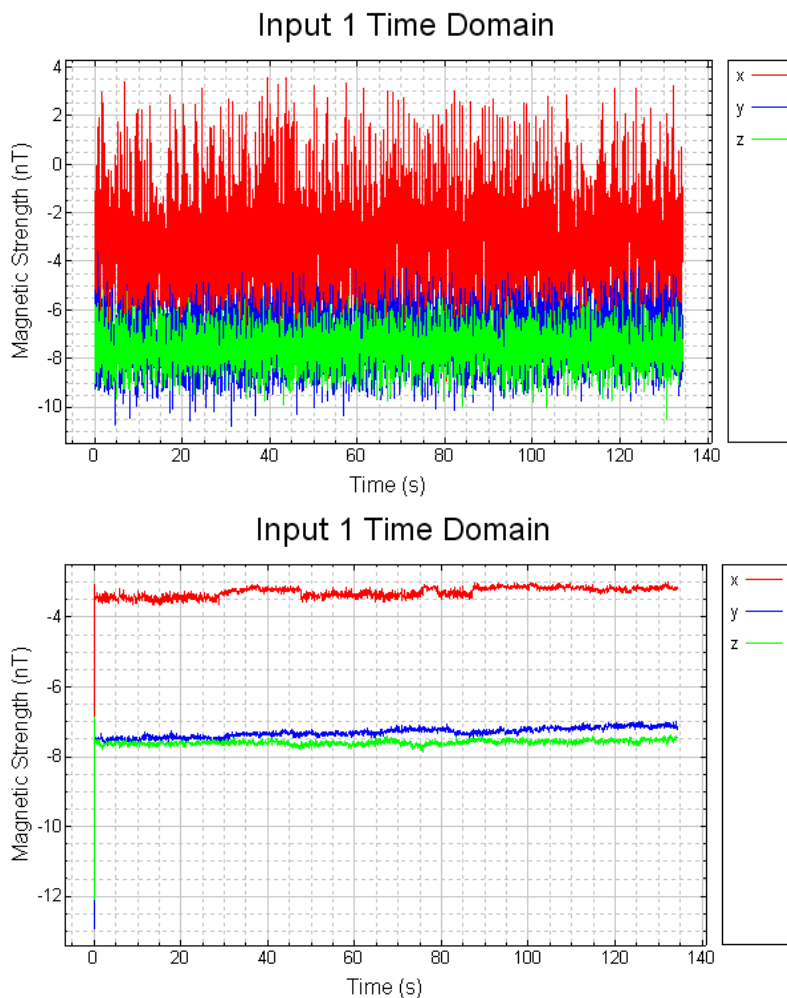 Input 1 Time Domain
4
2
0
-2
-4
-6
-8
-10
Magnetic Strength (nT)
0 20 40 60 80 100 120 140
Time (s)
x
y
z
Input 1 Time Domain
-4
-6
-8
-10
-12
Magnetic Strength (nT)
0 20 40 60 80 100 120 140
Time (s)
x
y
z